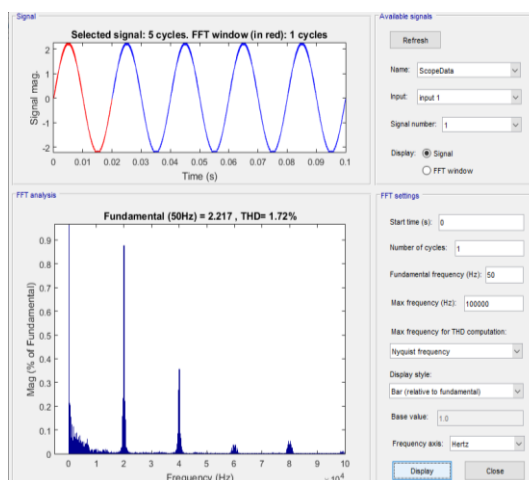 Signal
Selected signal: 5 cycles. FFT window (in red): 1 cycles
Signal mag.
2
1
0
-1
-2
0
0.01
0.02
0.03
0.04
0.05
0.06
0.07
0.08
0.09
0.1
Time (s)
FFT analysis
Fundamental (50Hz) = 2.217 , THD= 1.72%
Mag (% of Fundamental)
0.9
0.8
0.7
0.6
0.5
0.4
0.3
0.2
0.1
0
0
1
2
3
4
5
6
7
8
9
10
Frequency (Hz)
Available signals
Refresh
Name:
ScopeData
Input:
input 1
Signal number:
1
Display:
Signal
FFT window
FFT settings
Start time (s):
0
Number of cycles:
1
Fundamental frequency (Hz):
50
Max frequency (Hz):
100000
Max frequency for THD computation:
Nyquist frequency
Display style:
Bar (relative to fundamental)
Base value:
1.0
Frequency axis:
Hertz
Display
Close